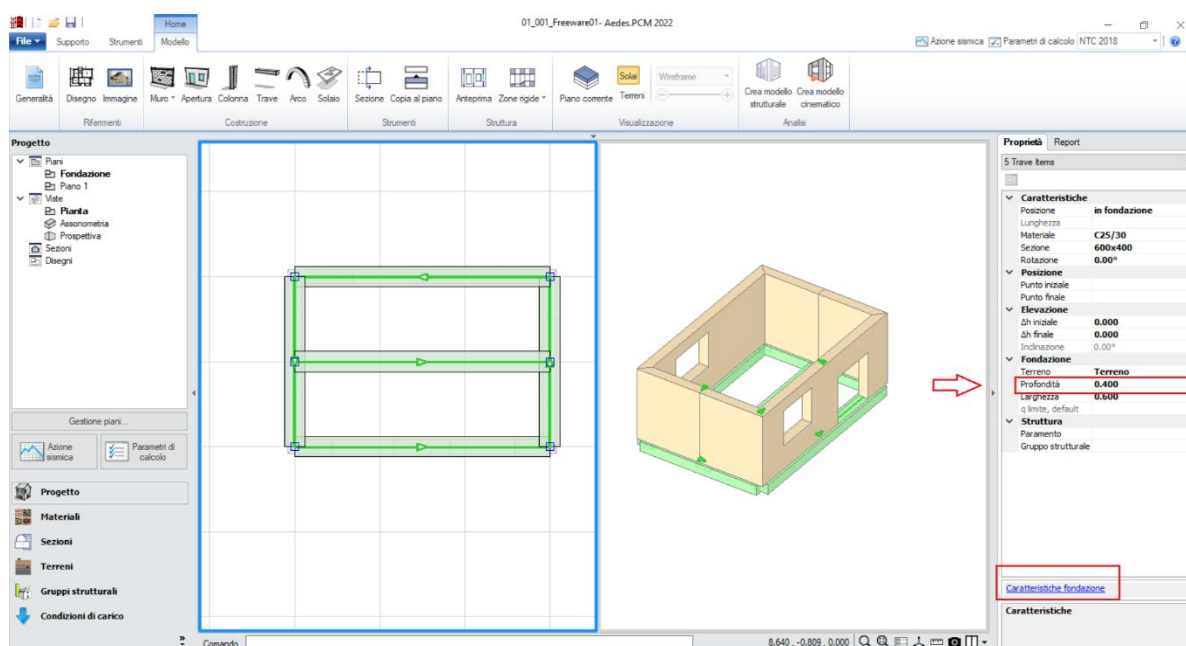 01_001_Freeware01- Aedes.PCM 2022
Home
File Supporto Strumenti Modello
Azione sismica Parametri di calcolo NTC 2018
Generalità Disegno Immagine Muro Apertura Colonna Trave Arco Solaio Sezione Copia al piano Anteprima Zone rigide Piano corrente Solai Terreni Wireframe Crea modello strutturale Crea modello cinematico
Riferimenti Costruzione Strumenti Struttura Visualizzazione Analisi
Progetto
Piani
Fondazione
Piano 1
Viste
Pianta
Assonometria
Prospettiva
Sezioni
Disegni
Gestione piani...
Azione sismica
Parametri di calcolo
Progetto
Materiali
Sezioni
Terreni
Gruppi strutturali
Condizioni di carico
Comando
8.640 , -0.809 , 0.000
Proprietà Report
5 Trave Items
Caratteristiche
Posizione in fondazione
Lunghezza
Materiale C25/30
Sezione 600x400
Rotazione 0.00°
Posizione
Punto iniziale
Punto finale
Elevazione
Δh iniziale 0.000
Δh finale 0.000
Inclinazione 0.00°
Fondazione
Terreno Terreno
Profondità 0.400
Larghezza 0.600
q limite, default
Struttura
Paramento
Gruppo strutturale
Caratteristiche fondazione
Caratteristiche